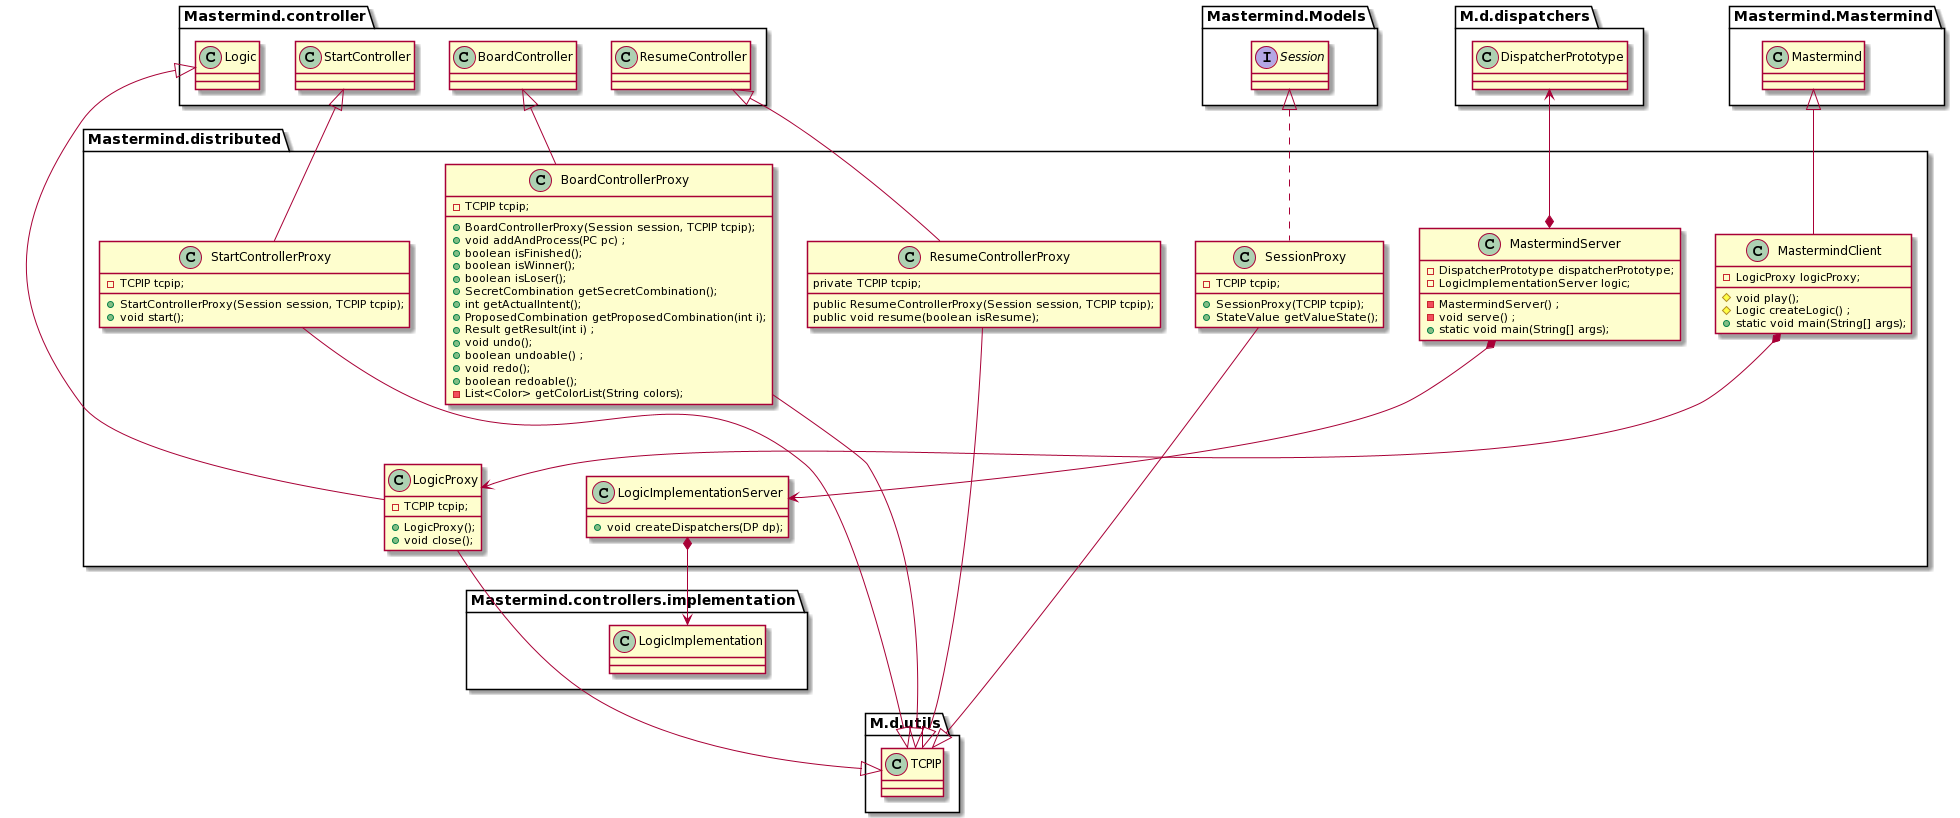 Mastermind.controller
C Logic
C StartController
C BoardController
C ResumeController
Mastermind.Models
I Session
M.d.dispatchers
C DispatcherPrototype
Mastermind.Mastermind
C Mastermind
Mastermind.distributed
C StartControllerProxy
TCPIP tcpip;
StartControllerProxy(Session session, TCPIP tcpip);
void start();
C BoardControllerProxy
TCPIP tcpip;
BoardControllerProxy(Session session, TCPIP tcpip);
void addAndProcess(PC pc) ;
boolean isFinished();
boolean isWinner();
boolean isLoser();
SecretCombination getSecretCombination();
int getActualIntent();
ProposedCombination getProposedCombination(int i);
Result getResult(int i) ;
void undo();
boolean undoable() ;
void redo();
boolean redoable();
List<Color> getColorList(String colors);
C ResumeControllerProxy
private TCPIP tcpip;
public ResumeControllerProxy(Session session, TCPIP tcpip);
public void resume(boolean isResume);
C SessionProxy
TCPIP tcpip;
SessionProxy(TCPIP tcpip);
StateValue getValueState();
C MastermindServer
DispatcherPrototype dispatcherPrototype;
LogicImplementationServer logic;
MastermindServer() ;
void serve() ;
static void main(String[] args);
C MastermindClient
LogicProxy logicProxy;
void play();
Logic createLogic() ;
static void main(String[] args);
C LogicProxy
TCPIP tcpip;
LogicProxy();
void close();
C LogicImplementationServer
void createDispatchers(DP dp);
Mastermind.controllers.implementation
C LogicImplementation
M.d.utils
C TCPIP